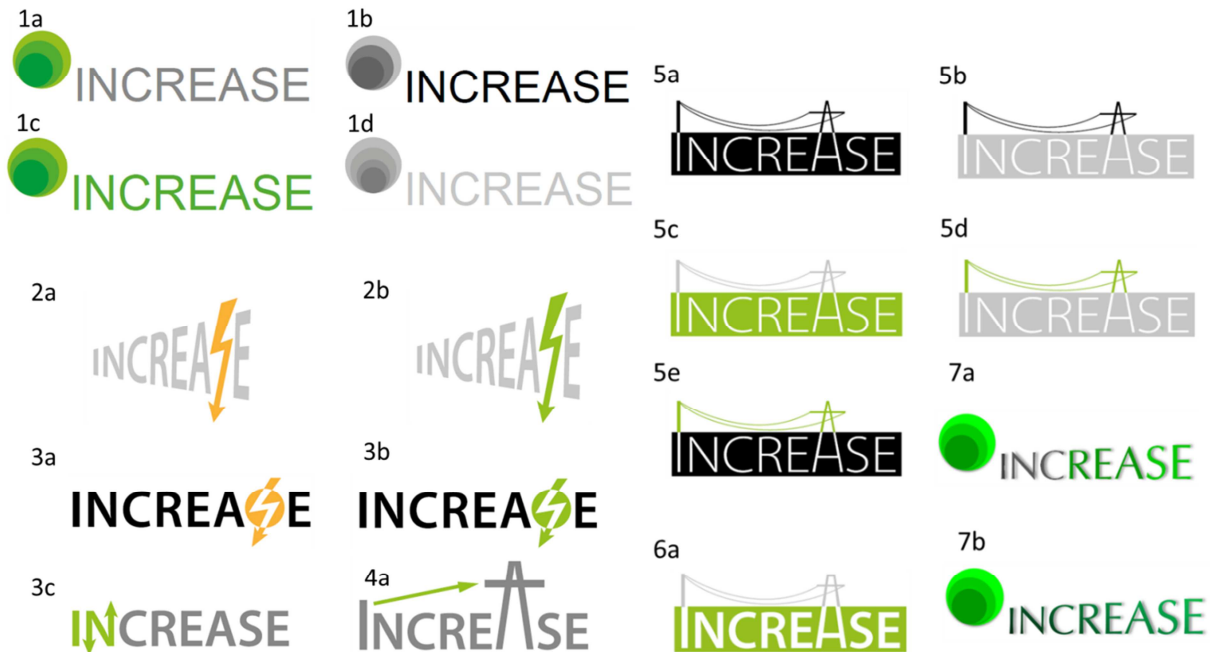 1a
INCREASE
1b
INCREASE
1c
INCREASE
1d
INCREASE
2a
INCREASE
2b
INCREASE
3a
INCREASE
3b
INCREASE
3c
INCREASE
4a
INCREASE
5a
INCREASE
5b
INCREASE
5c
INCREASE
5d
INCREASE
5e
INCREASE
7a
INCREASE
6a
INCREASE
7b
INCREASE